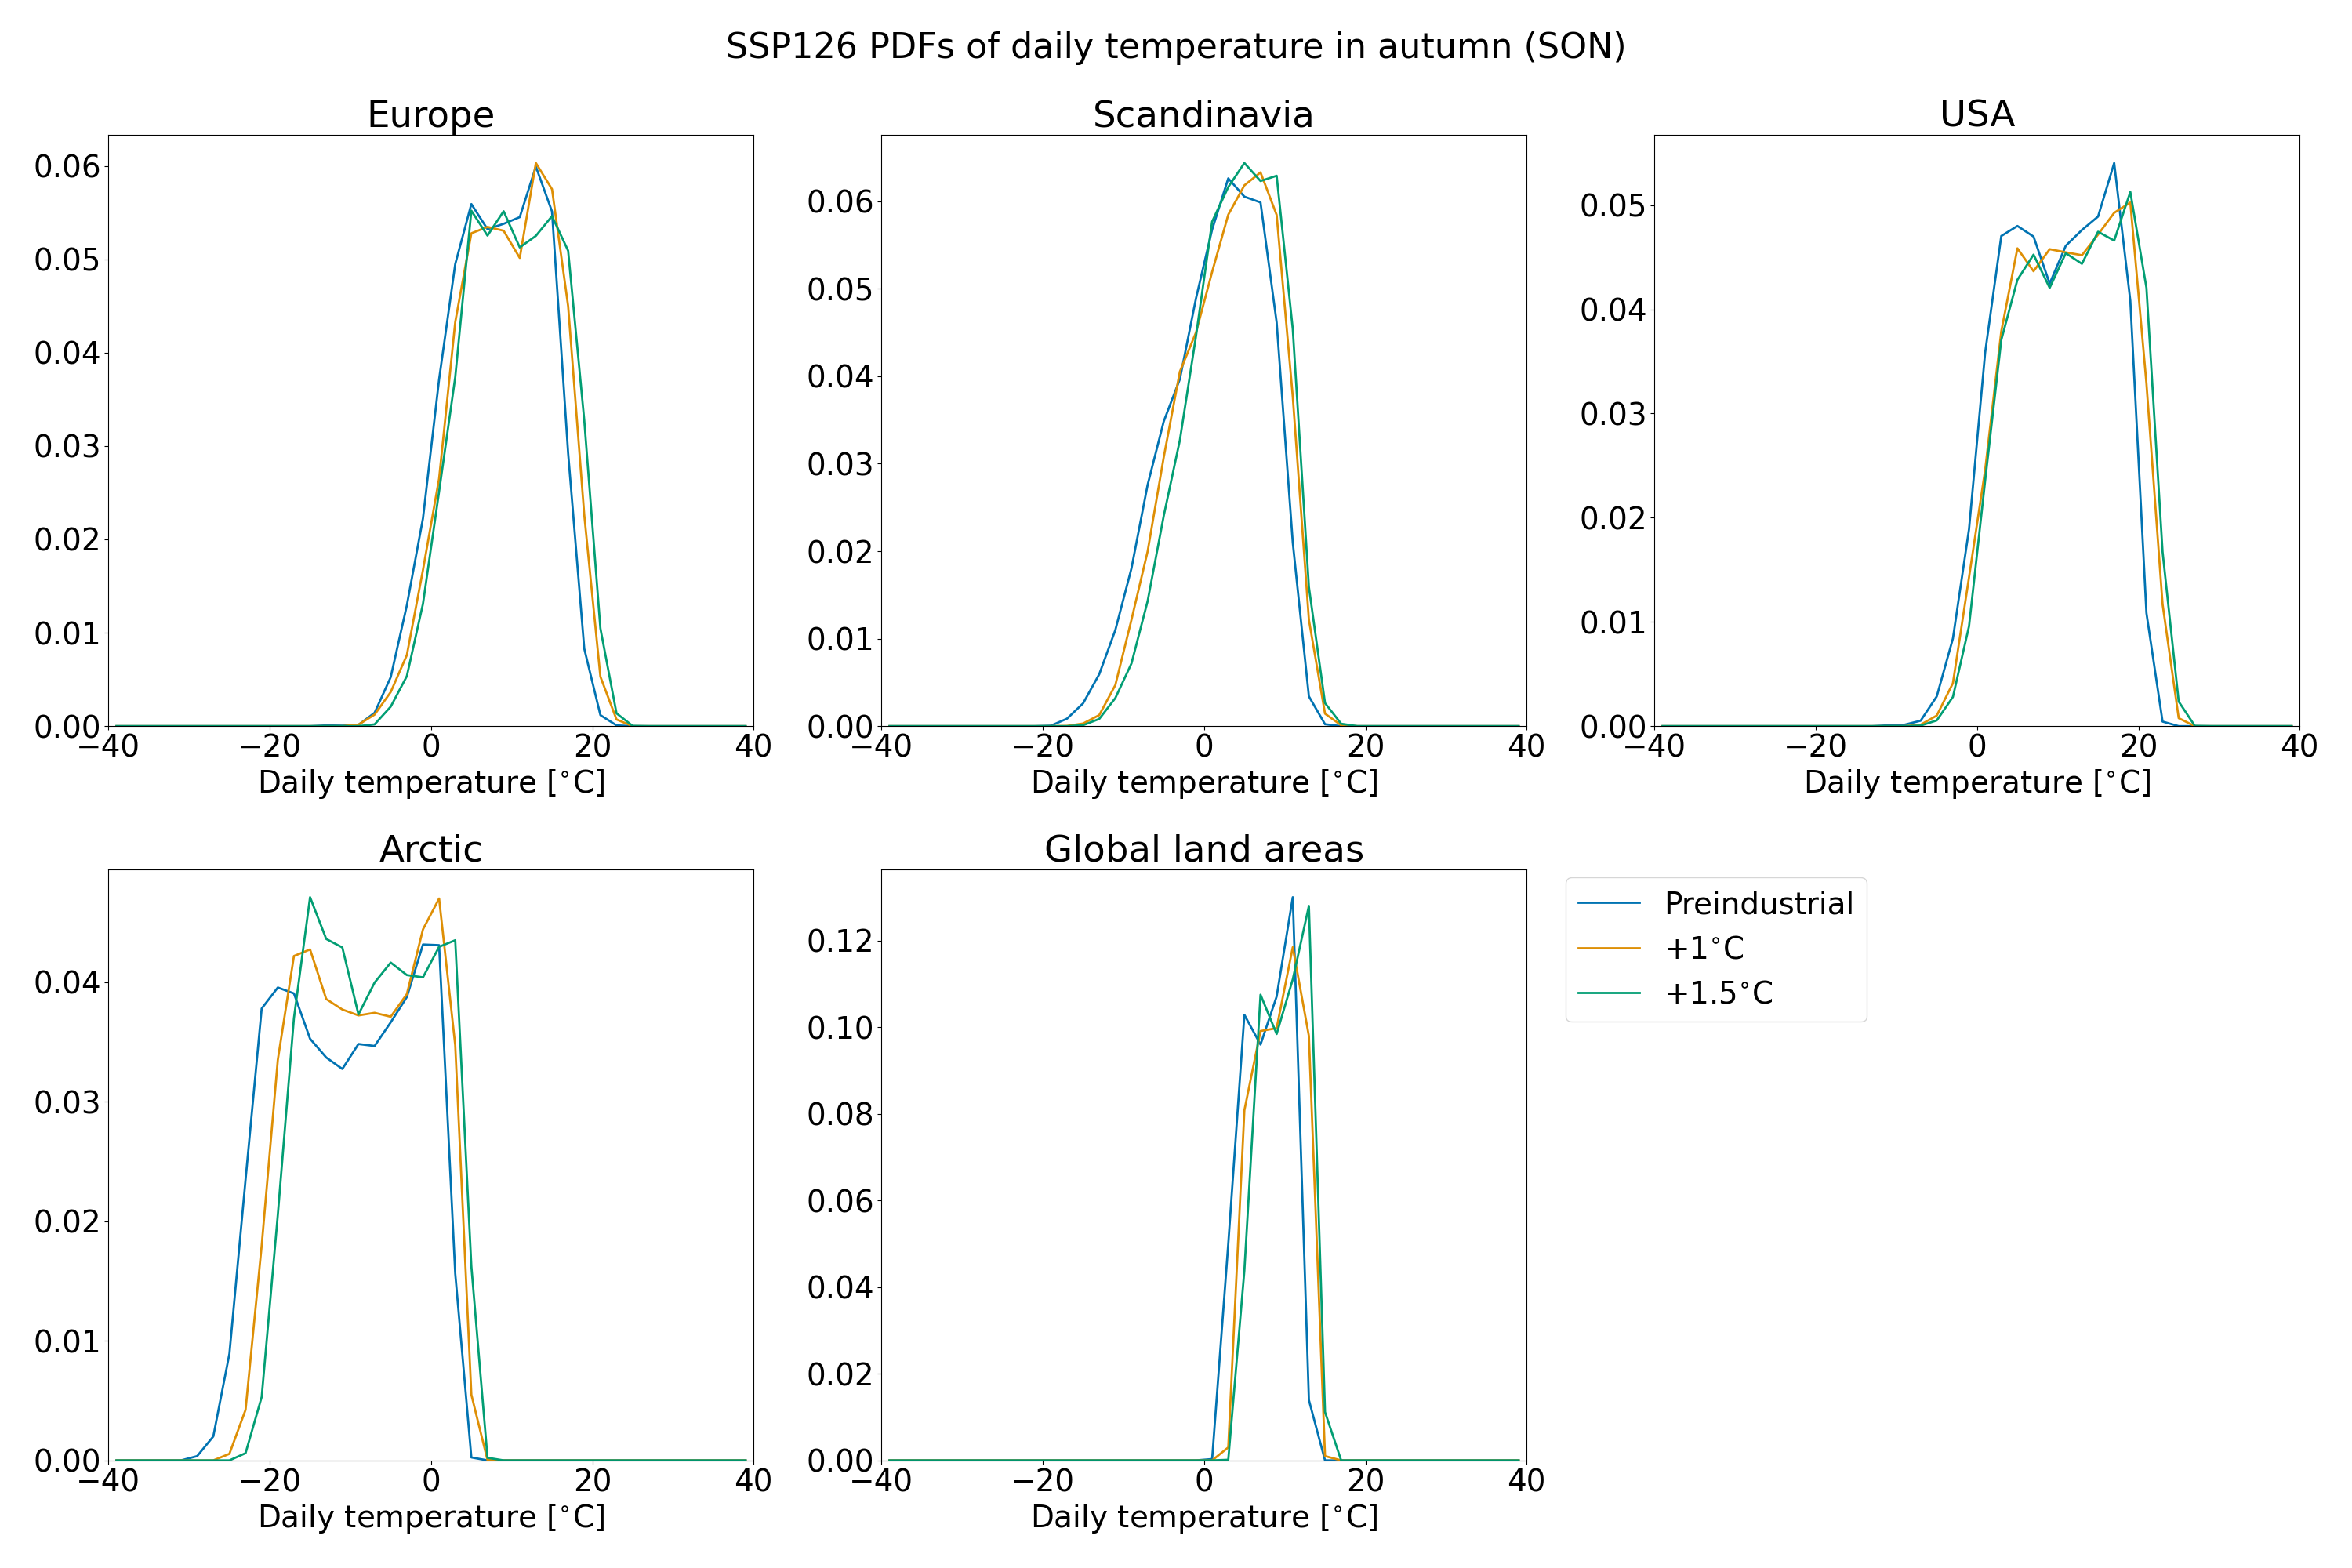 SSP126 PDFs of daily temperature in autumn (SON)
Europe
0.06
0.05
0.04
0.03
0.02
0.01
0.00
−40 −20 0 20 40
Daily temperature [°C]
Scandinavia
0.06
0.05
0.04
0.03
0.02
0.01
0.00
−40 −20 0 20 40
Daily temperature [°C]
USA
0.05
0.04
0.03
0.02
0.01
0.00
−40 −20 0 20 40
Daily temperature [°C]
Arctic
0.04
0.03
0.02
0.01
0.00
−40 −20 0 20 40
Daily temperature [°C]
Global land areas
0.12
0.10
0.08
0.06
0.04
0.02
0.00
−40 −20 0 20 40
Daily temperature [°C]
Preindustrial
+1°C
+1.5°C